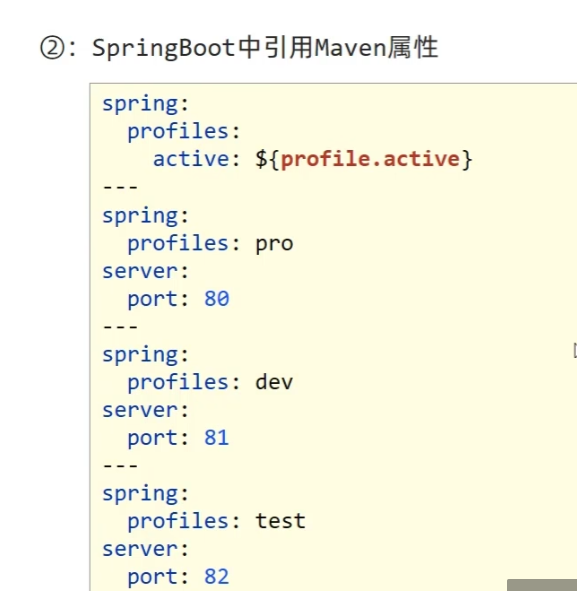 ②：SpringBoot中引用Maven属性
spring:
  profiles:
    active: ${profile.active}
---
spring:
  profiles: pro
server:
  port: 80
---
spring:
  profiles: dev
server:
  port: 81
---
spring:
  profiles: test
server:
  port: 82